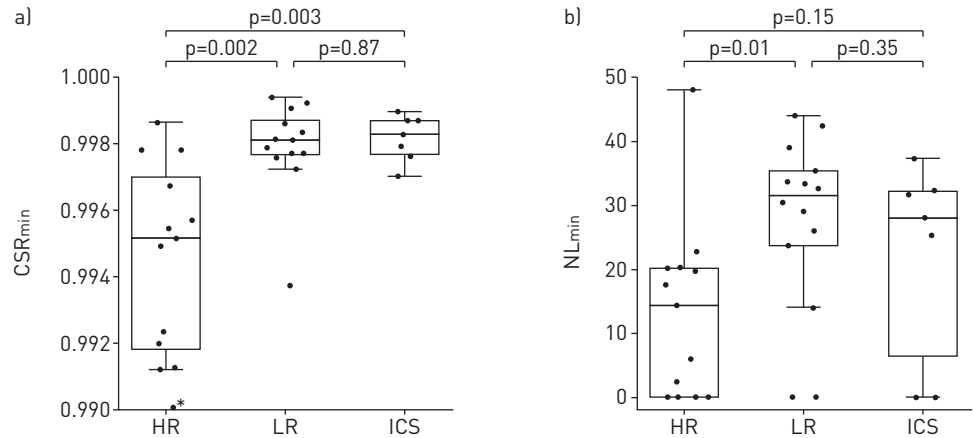 a)
p=0.003
p=0.002
p=0.87
1.000
0.998
0.996
0.994
0.992
0.990
CSRmin
*
HR
LR
ICS
b)
p=0.15
p=0.01
p=0.35
50
40
30
20
10
0
NLmin
HR
LR
ICS